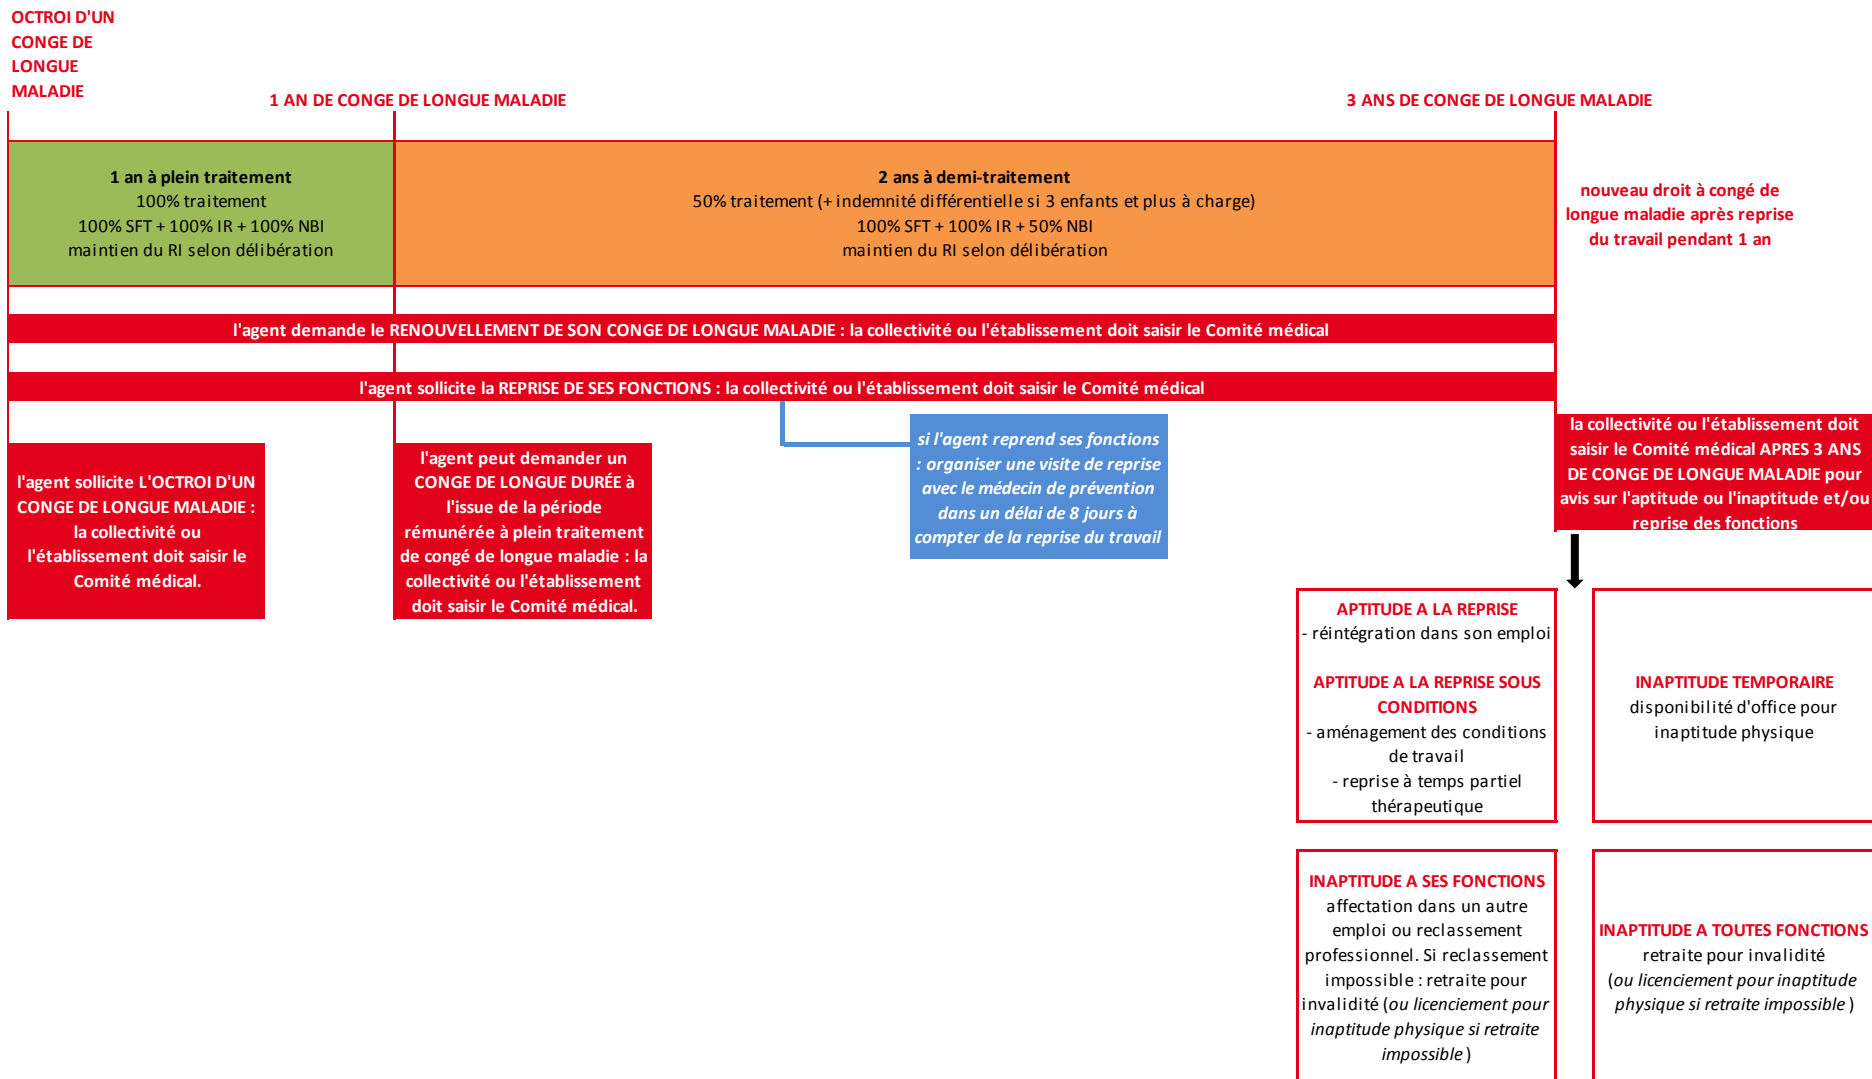 OCTROI D'UN
CONGE DE
LONGUE
MALADIE
1 AN DE CONGE DE LONGUE MALADIE
3 ANS DE CONGE DE LONGUE MALADIE
1 an à plein traitement
100% traitement
100% SFT + 100% IR + 100% NBI
maintien du RI selon délibération
2 ans à demi-traitement
50% traitement (+ indemnité différentielle si 3 enfants et plus à charge)
100% SFT + 100% IR + 50% NBI
maintien du RI selon délibération
nouveau droit à congé de
longue maladie après reprise
du travail pendant 1 an
l'agent demande le RENOUVELLEMENT DE SON CONGE DE LONGUE MALADIE : la collectivité ou l'établissement doit saisir le Comité médical
l'agent sollicite la REPRISE DE SES FONCTIONS : la collectivité ou l'établissement doit saisir le Comité médical
l'agent sollicite L'OCTROI D'UN
CONGE DE LONGUE MALADIE :
la collectivité ou
l'établissement doit saisir le
Comité médical.
l'agent peut demander un
CONGE DE LONGUE DURÉE à
l'issue de la période
rémunérée à plein traitement
de congé de longue maladie : la
collectivité ou l'établissement
doit saisir le Comité médical.
si l'agent reprend ses fonctions
: organiser une visite de reprise
avec le médecin de prévention
dans un délai de 8 jours à
compter de la reprise du travail
la collectivité ou l'établissement doit
saisir le Comité médical APRES 3 ANS
DE CONGE DE LONGUE MALADIE pour
avis sur l'aptitude ou l'inaptitude et/ou
reprise des fonctions
APTITUDE A LA REPRISE
- réintégration dans son emploi
APTITUDE A LA REPRISE SOUS
CONDITIONS
- aménagement des conditions
de travail
- reprise à temps partiel
thérapeutique
INAPTITUDE TEMPORAIRE
disponibilité d'office pour
inaptitude physique
INAPTITUDE A SES FONCTIONS
affectation dans un autre
emploi ou reclassement
professionnel. Si reclassement
impossible : retraite pour
invalidité (ou licenciement pour
inaptitude physique si retraite
impossible )
INAPTITUDE A TOUTES FONCTIONS
retraite pour invalidité
(ou licenciement pour inaptitude
physique si retraite impossible )